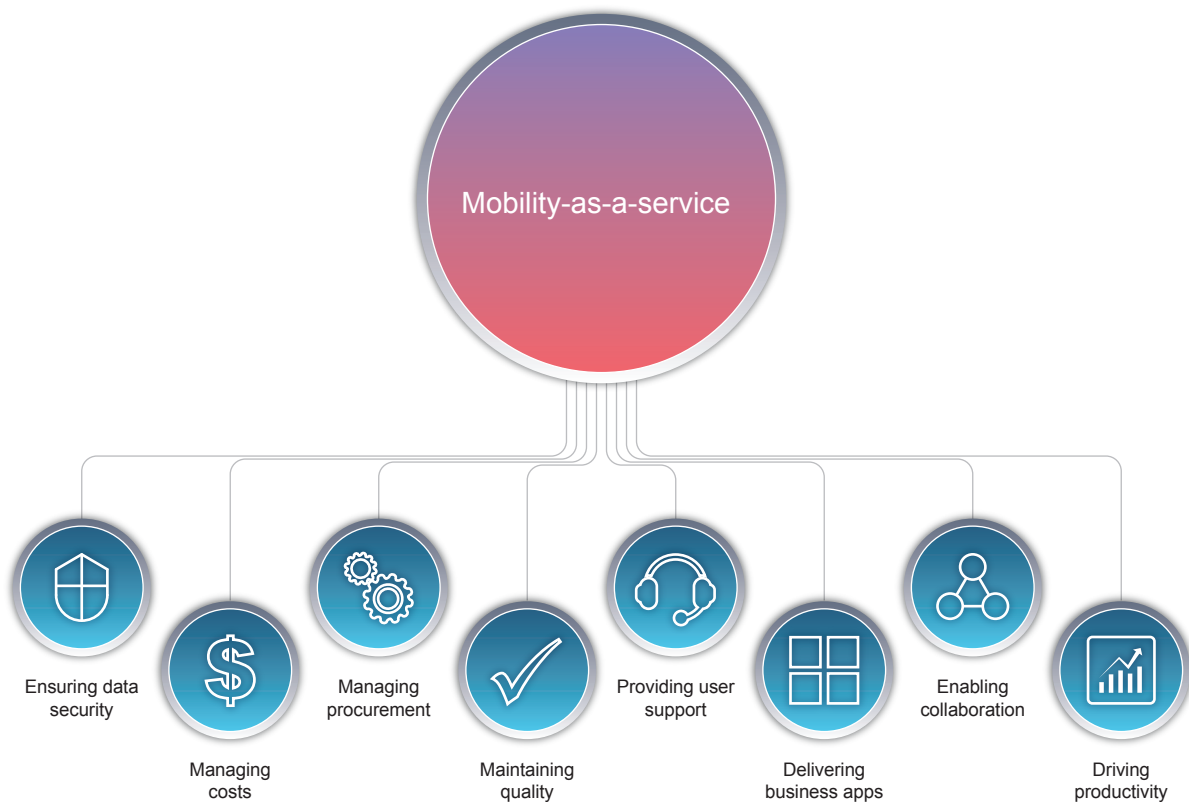 Mobility-as-a-service
Ensuring data
security
Managing
costs
Managing
procurement
Maintaining
quality
Providing user
support
Delivering
business apps
Enabling
collaboration
Driving
productivity